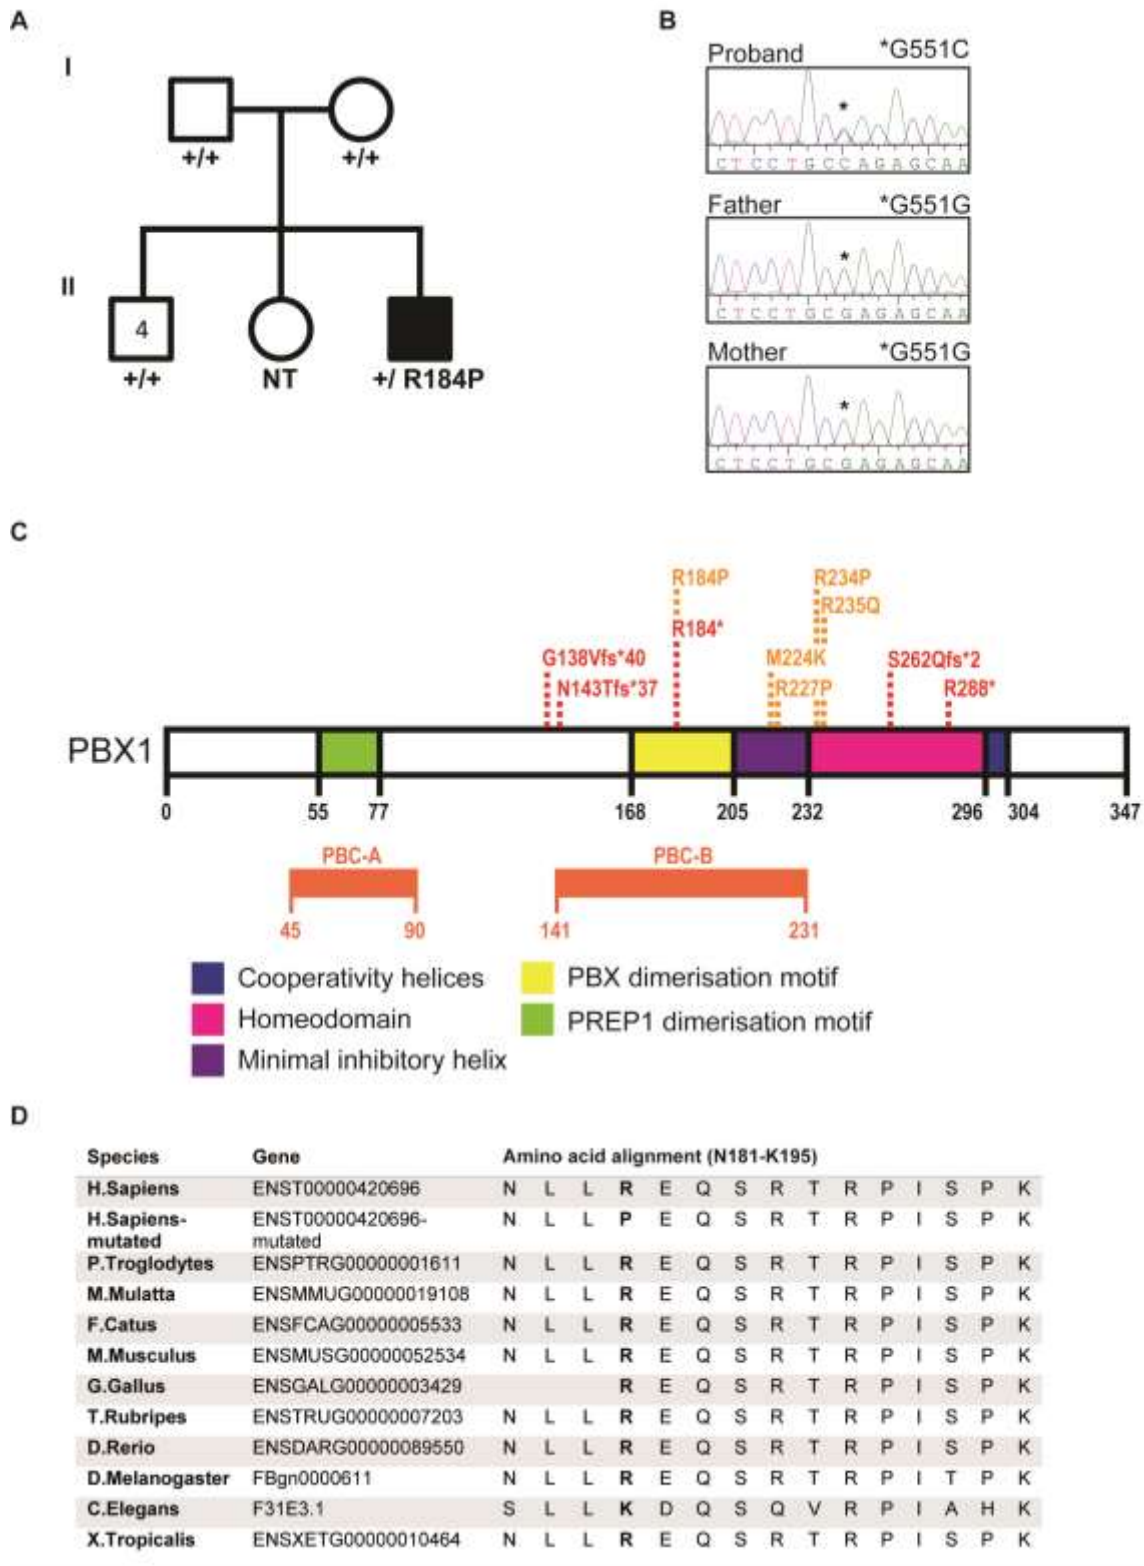 A
I
+/+
+/+
II
4
+/+
NT
+/ R184P
B
Proband *G551C
*
C T C C T G C C A G A G C A A
Father *G551G
*
C T C C T G C G A G A G C A A
Mother *G551G
*
C T C C T G C G A G A G C A A
C
R184P
R234P
R235Q
R184*
G138Vfs*40
M224K
S262Qfs*2
N143Tfs*37
R227P
R288*
PBX1
0 55 77 168 205 232 296 304 347
PBC-A PBC-B
45 90 141 231
Cooperativity helices
PBX dimerisation motif
Homeodomain
PREP1 dimerisation motif
Minimal inhibitory helix
D
Species Gene Amino acid alignment (N181-K195)
H.Sapiens ENST00000420696 N L L R E Q S R T R P I S P K
H.Sapiens- ENST00000420696- N L L P E Q S R T R P I S P K
mutated mutated
P.Troglodytes ENSPTRG00000001611 N L L R E Q S R T R P I S P K
M.Mulatta ENSMMUG00000019108 N L L R E Q S R T R P I S P K
F.Catus ENSFCAG00000005533 N L L R E Q S R T R P I S P K
M.Musculus ENSMUSG00000052534 N L L R E Q S R T R P I S P K
G.Gallus ENSGALG00000003429 R E Q S R T R P I S P K
T.Rubripes ENSTRUG00000007203 N L L R E Q S R T R P I S P K
D.Rerio ENSDARG00000089550 N L L R E Q S R T R P I S P K
D.Melanogaster FBgn0000611 N L L R E Q S R T R P I T P K
C.Elegans F31E3.1 S L L K D Q S Q V R P I A H K
X.Tropicalis ENSXETG00000010464 N L L R E Q S R T R P I S P K